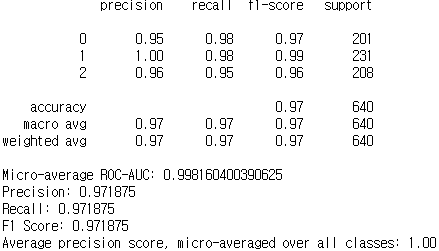 precision recall f1-score support
0 0.95 0.98 0.97 201
1 1.00 0.98 0.99 231
2 0.96 0.95 0.96 208
accuracy 0.97 640
macro avg 0.97 0.97 0.97 640
weighted avg 0.97 0.97 0.97 640
Micro-average ROC-AUC: 0.998160400390625
Precision: 0.971875
Recall: 0.971875
F1 Score: 0.971875
Average precision score, micro-averaged over all classes: 1.00